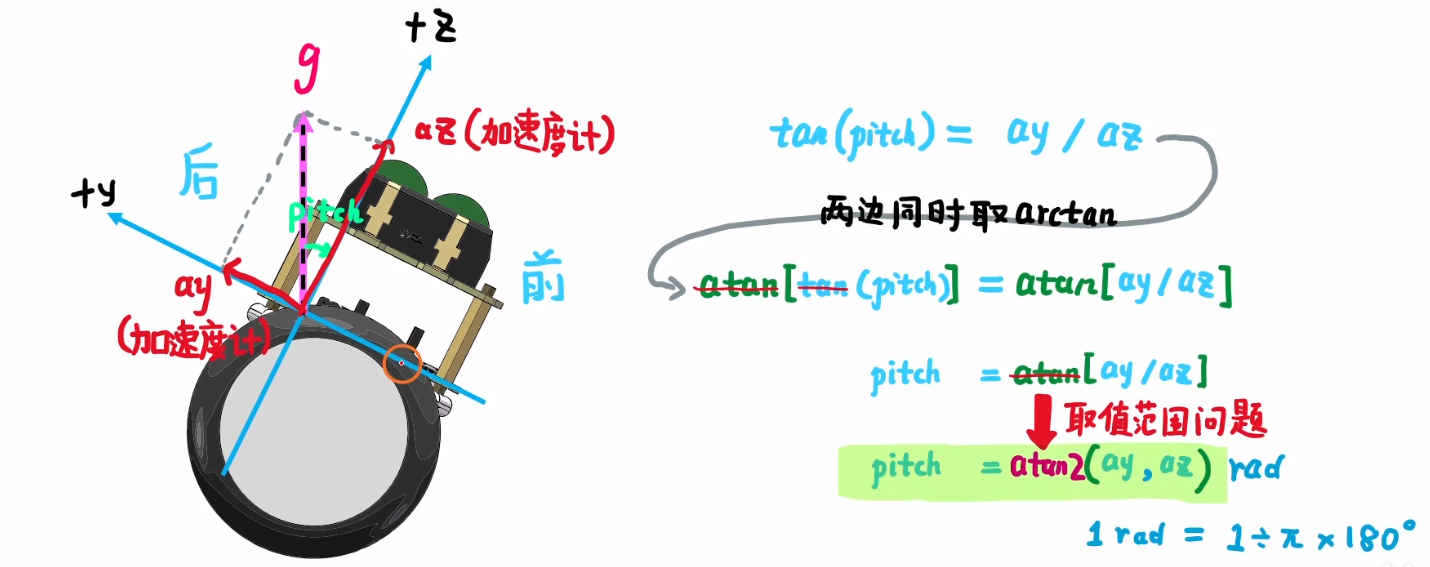 +z
g
az(加速度计)
后
+y
pitch
前
ay
(加速度计)
tan(pitch) = ay / az
两边同时取arctan
atan[tan(pitch)] = atan[ay/az]
pitch = atan[ay/az]
取值范围问题
pitch = atan2(ay,az) rad
1 rad = 1÷π×180°